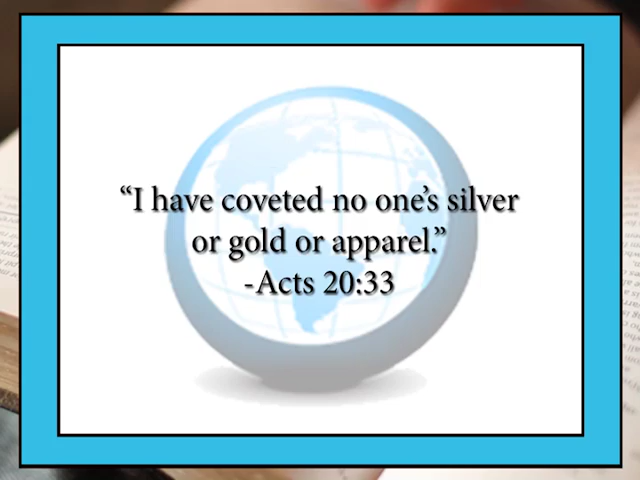 “I have coveted no one’s silver
or gold or apparel.”
-Acts 20:33